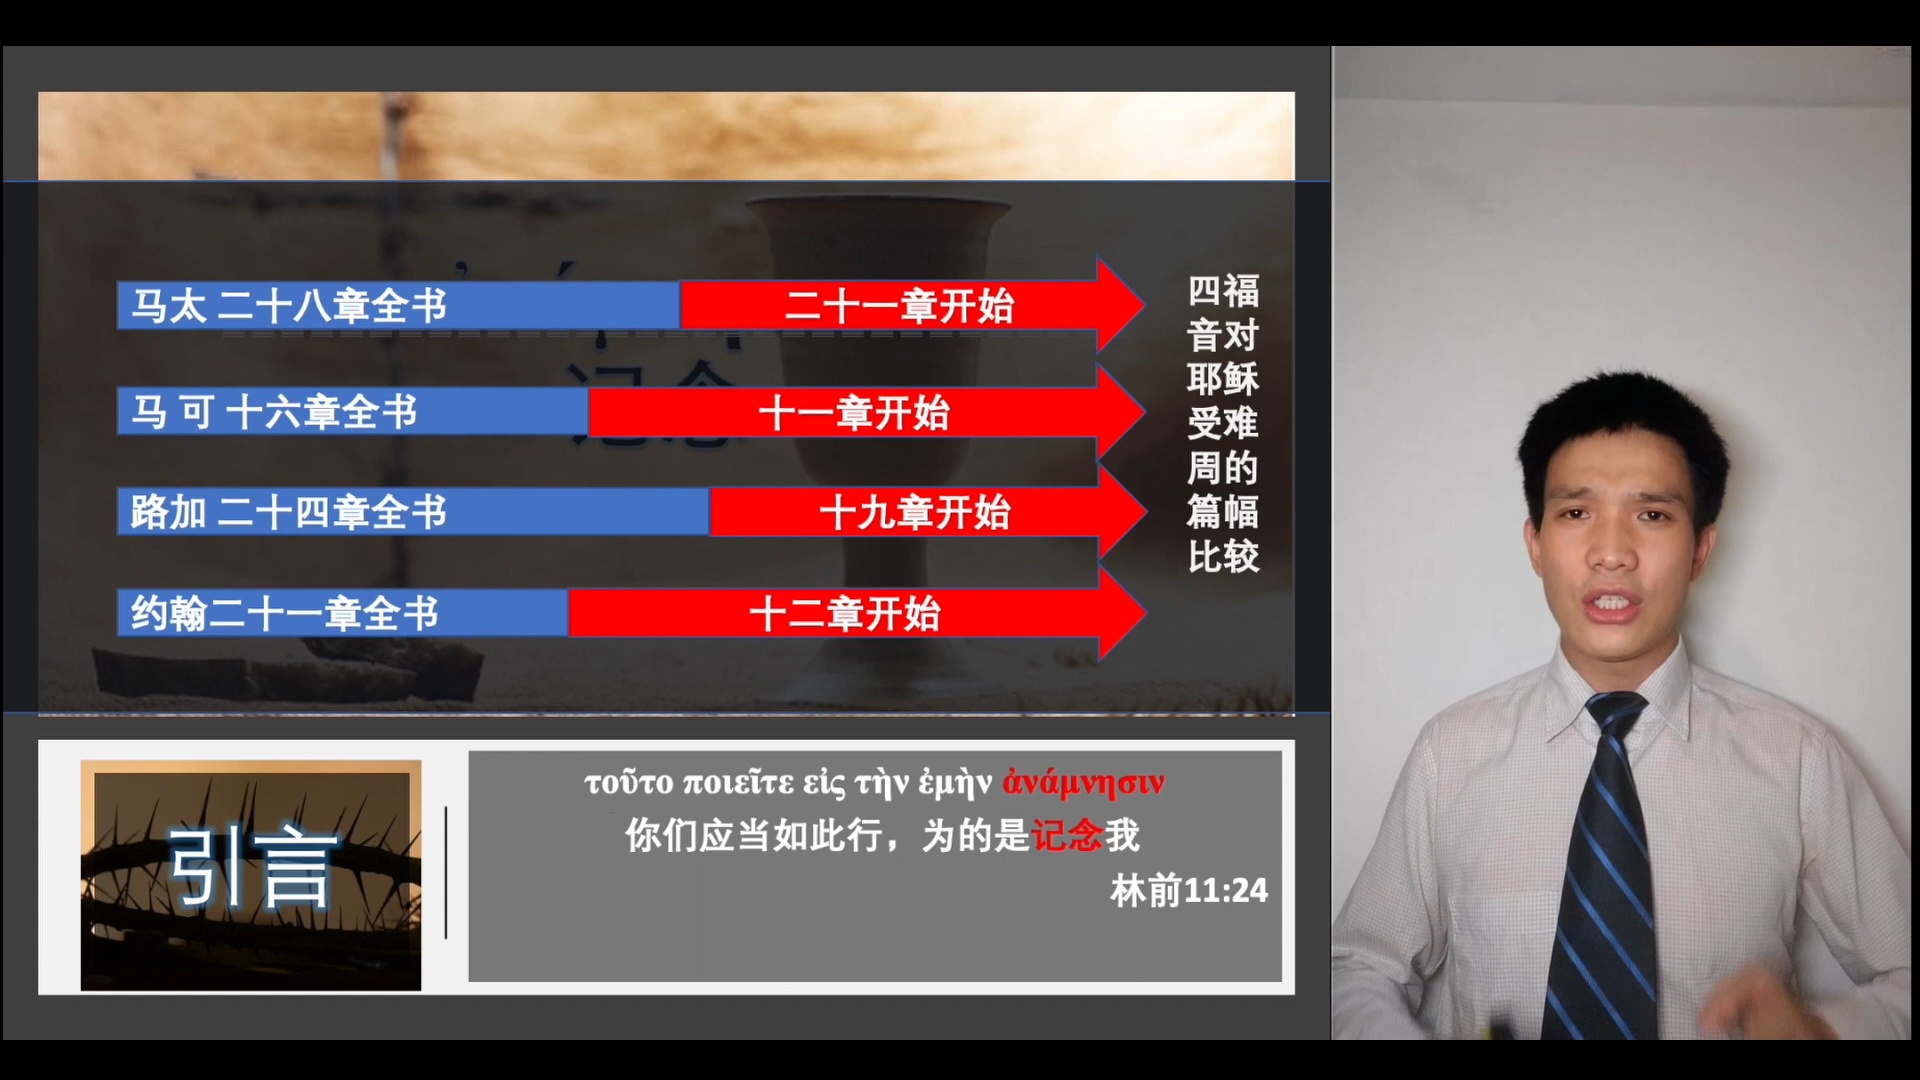 马太 二十八章全书
二十一章开始
马 可 十六章全书
十一章开始
路加 二十四章全书
十九章开始
约翰二十一章全书
十二章开始
四福
音对
耶稣
受难
周的
篇幅
比较
记念
引言
τοῦτο ποιεῖτε εἰς τὴν ἐμὴν ἀνάμνησιν
你们应当如此行，为的是记念我
林前11:24